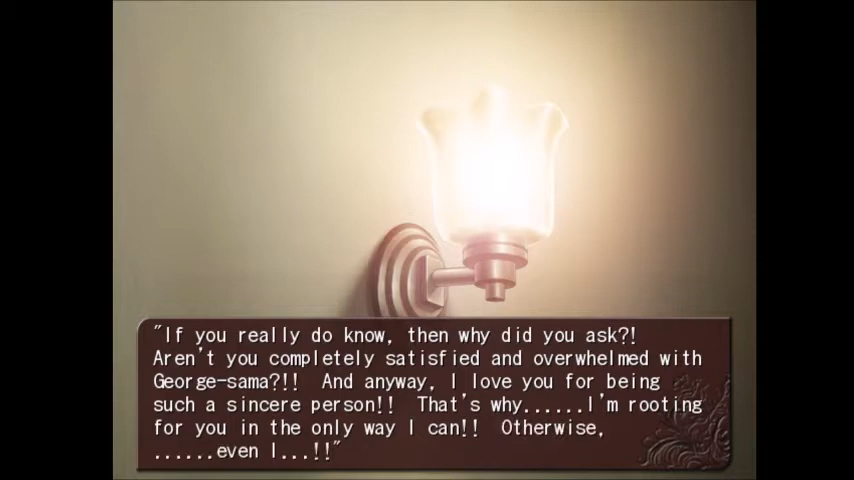 "If you really do know, then why did you ask?!
Aren't you completely satisfied and overwhelmed with
George-sama?!!  And anyway, I love you for being
such a sincere person!!  That's why......I'm rooting
for you in the only way I can!!  Otherwise,
......even I...!!"